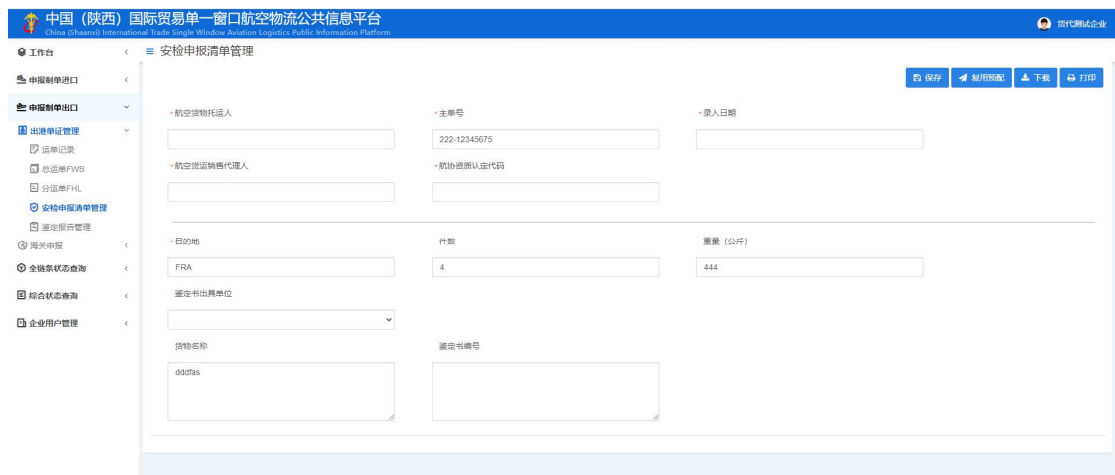 中国（陕西）国际贸易单一窗口航空物流公共信息平台
China (Shaanxi) International Trade Single Window Aviation Logistics Public Information Platform
货代测试企业
工作台
安检申报清单管理
申报制单进口
保存 复用预配 下载 打印
申报制单出口
出港单证管理
运单记录
总运单FWB
分运单FHL
安检申报清单管理
鉴定报告管理
海关申报
全链条状态查询
综合状态查询
企业用户管理
*航空货物托运人 *主单号 *录入日期
222-12345675
*航空货运销售代理人 *航协资质认定代码
*目的地 件数 重量（公斤）
FRA 4 444
鉴定书出具单位
货物名称 鉴定书编号
dddfas